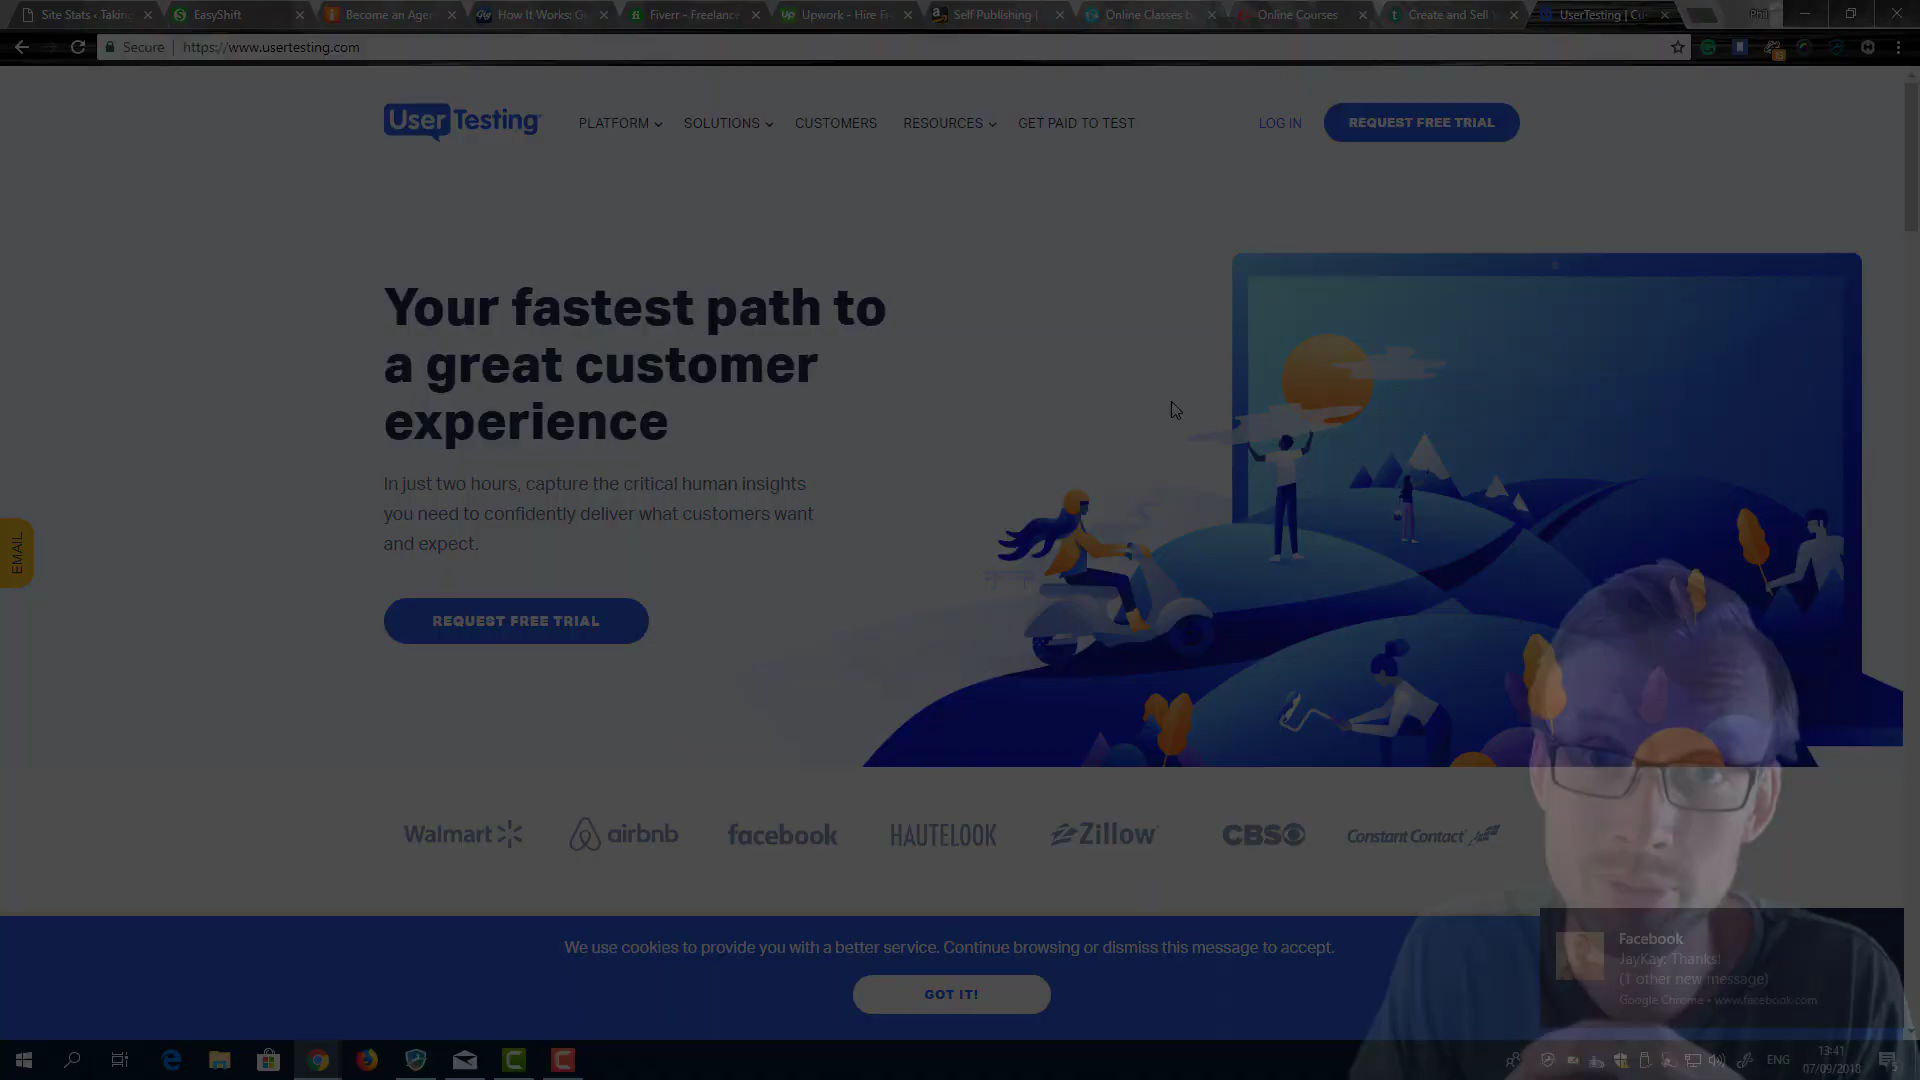 Site Stats ‹ Taking
EasyShift
Become an Agen
How It Works: G
Fiverr - Freelance
Upwork - Hire Fr
Self Publishing |
Online Classes b
Online Courses
Create and Sell
UserTesting | Cu
Phil
Secure
https://www.usertesting.com
User Testing
PLATFORM
SOLUTIONS
CUSTOMERS
RESOURCES
GET PAID TO TEST
LOG IN
REQUEST FREE TRIAL
Your fastest path to
a great customer
experience
In just two hours, capture the critical human insights
you need to confidently deliver what customers want
and expect.
EMAIL
REQUEST FREE TRIAL
Walmart
airbnb
facebook
HAUTELOOK
Zillow
CBS
Constant Contact
We use cookies to provide you with a better service. Continue browsing or dismiss this message to accept.
GOT IT!
Facebook
JayKay: Thanks!
(1 other new message)
Google Chrome • www.facebook.com
ENG
13:41
07/09/2018